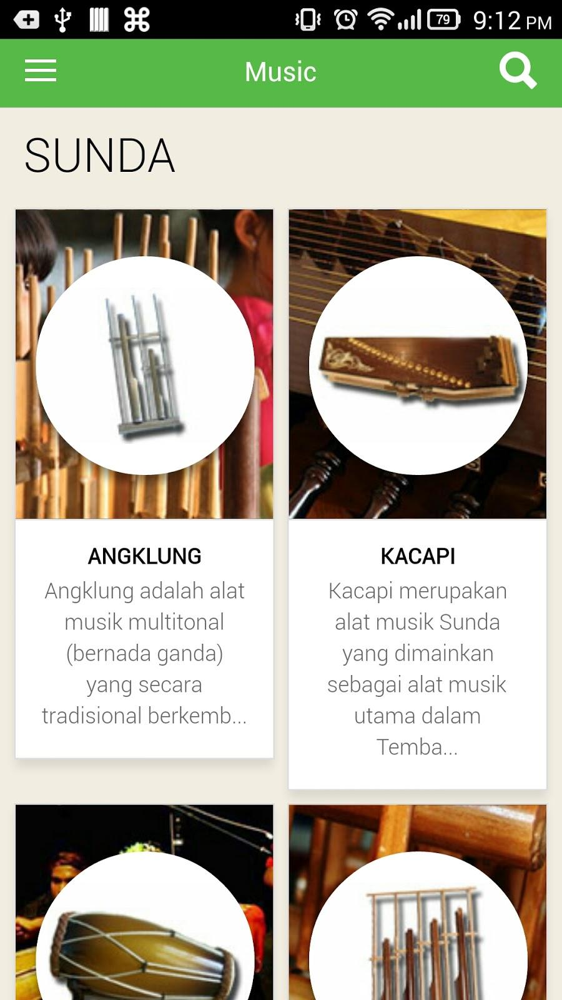 79 9:12 PM
Music
SUNDA
ANGKLUNG
Angklung adalah alat
musik multitonal
(bernada ganda)
yang secara
tradisional berkemb...
KACAPI
Kacapi merupakan
alat musik Sunda
yang dimainkan
sebagai alat musik
utama dalam
Temba...